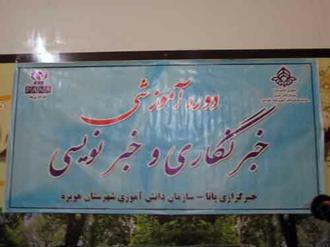 دوره آموزشی
خبرنگاری و خبرنویسی
خبرگزاری پانا - سازمان دانش آموزی شهرستان هویزه